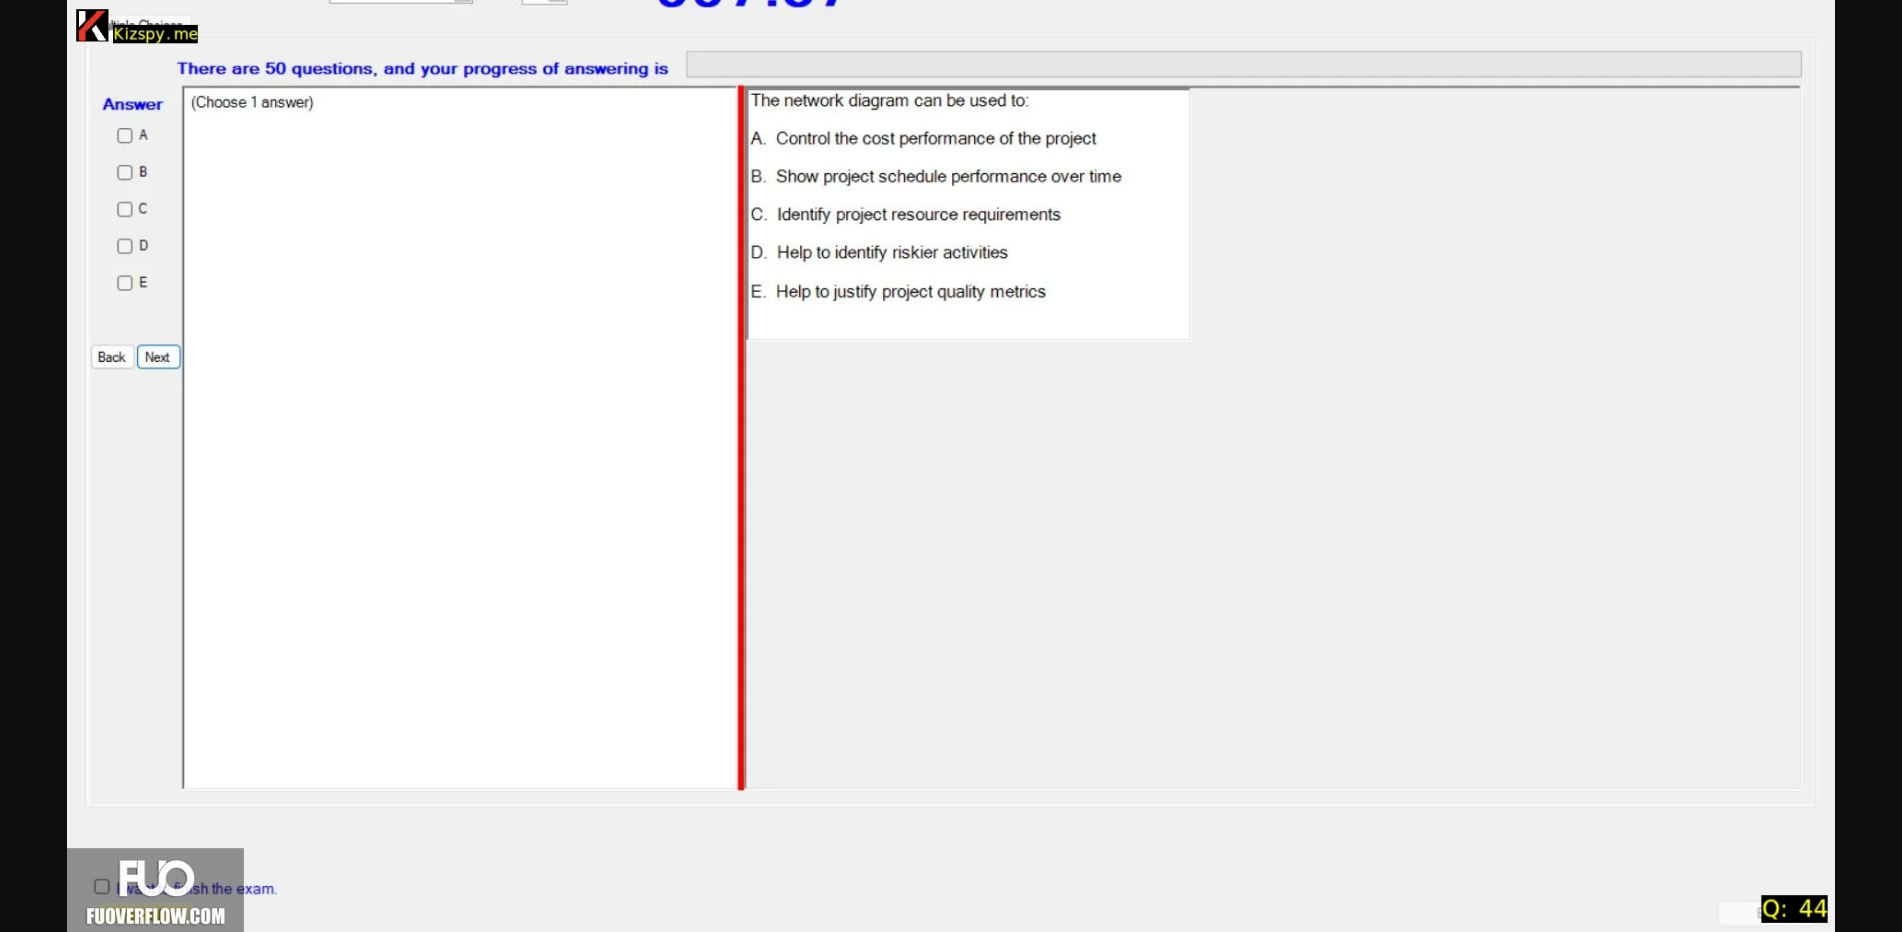 Kizspy.me
There are 50 questions, and your progress of answering is
Answer
(Choose 1 answer)
A
B
C
D
E
Back Next
The network diagram can be used to:
A. Control the cost performance of the project
B. Show project schedule performance over time
C. Identify project resource requirements
D. Help to identify riskier activities
E. Help to justify project quality metrics
FUO
the exam.
FUOVERFLOW.COM
Q: 44